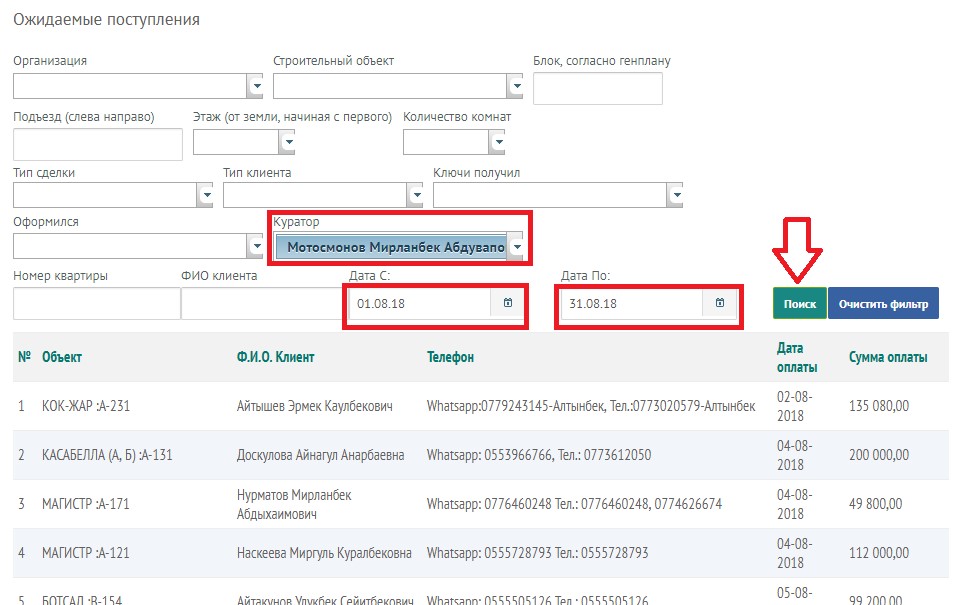 Ожидаемые поступления
Организация Строительный объект Блок, согласно генплану
Подъезд (слева направо) Этаж (от земли, начиная с первого) Количество комнат
Тип сделки Тип клиента Ключи получил
Оформился Куратор
Мотосмонов Мирланбек Абдувапо
Номер квартиры ФИО клиента Дата С: Дата По:
01.08.18 31.08.18 Поиск Очистить фильтр
№ Объект Ф.И.О. Клиент Телефон Дата оплаты Сумма оплаты
1 КОК-ЖАР :А-231 Айтышев Эрмек Каулбекович Whatsapp:0779243145-Алтынбек, Тел.:0773020579-Алтынбек 02-08-2018 135 080,00
2 КАСАБЕЛЛА (А, Б) :А-131 Доскулова Айнагул Анарбаевна Whatsapp: 0553966766, Тел.: 0773612050 04-08-2018 200 000,00
3 МАГИСТР :А-171 Нурматов Мирланбек Абдыхаимович Whatsapp: 0776460248 Тел.: 0776460248, 0774626674 04-08-2018 49 800,00
4 МАГИСТР :А-121 Наскеева Миргуль Куралбековна Whatsapp: 0555728793 Тел.: 0555728793 04-08-2018 112 000,00
5 БОТСАД :В-154 Айтакунов Улукбек Сейитбекович Whatsapp: 0555505126 Тел.: 0555505126 05-08- 99 200,00